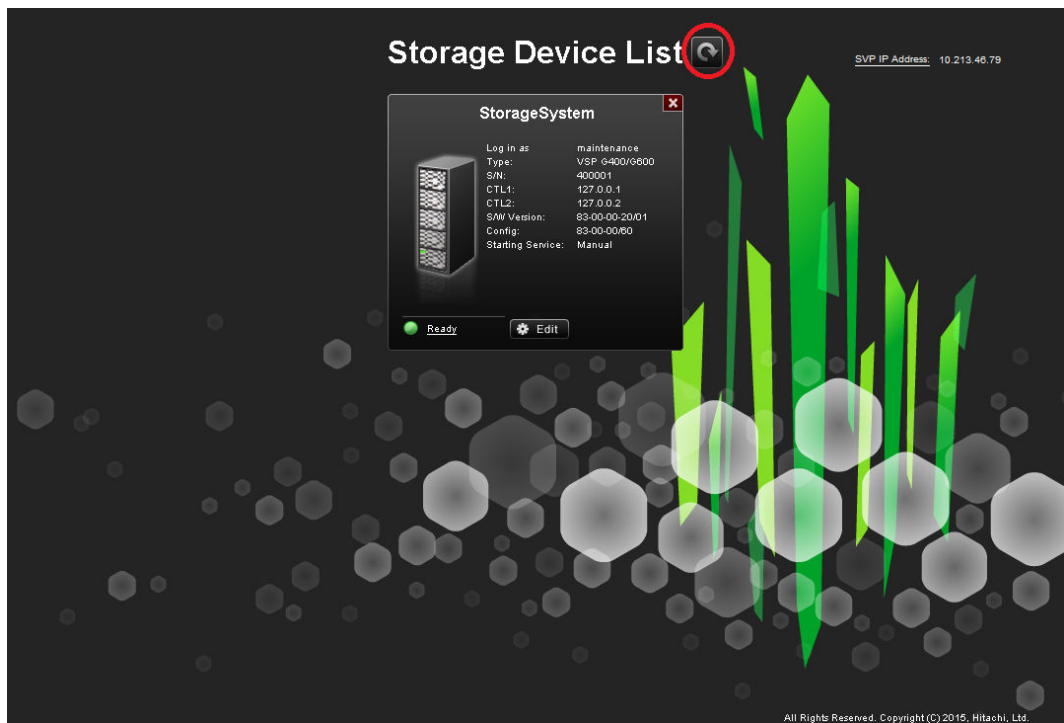 Storage Device List
SVP IP Address: 10.213.46.79
StorageSystem
Log in as maintenance
Type: VSP G400/G600
S/N: 400001
CTL1: 127.0.0.1
CTL2: 127.0.0.2
S/W Version: 83-00-00-20/01
Config: 83-00-00/60
Starting Service: Manual
Ready
Edit
All Rights Reserved. Copyright (C) 2015, Hitachi, Ltd.